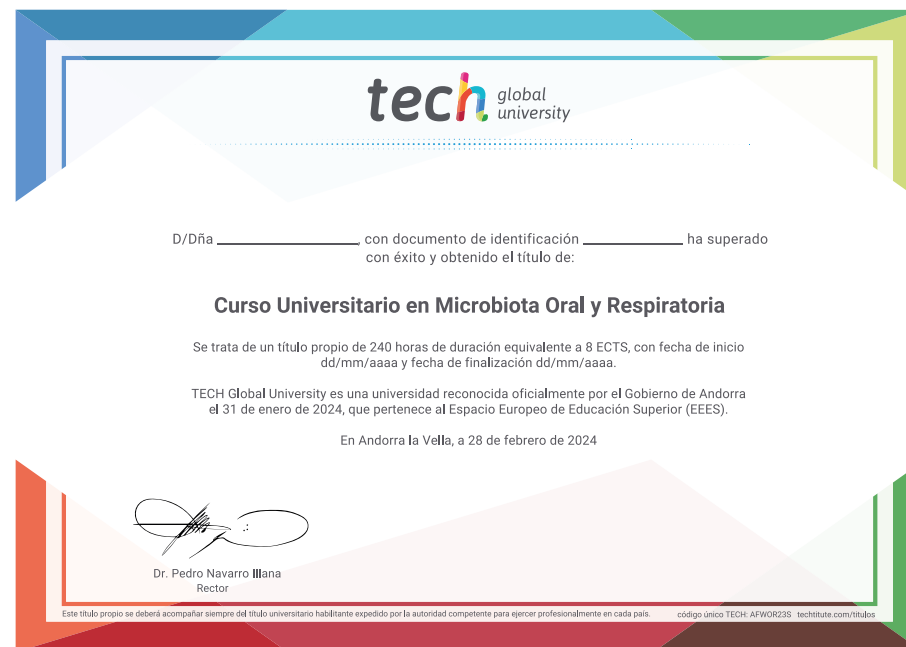 tech global university
D/Dña ____________________, con documento de identificación ______________ ha superado
con éxito y obtenido el título de:
Curso Universitario en Microbiota Oral y Respiratoria
Se trata de un título propio de 240 horas de duración equivalente a 8 ECTS, con fecha de inicio
dd/mm/aaaa y fecha de finalización dd/mm/aaaa.
TECH Global University es una universidad reconocida oficialmente por el Gobierno de Andorra
el 31 de enero de 2024, que pertenece al Espacio Europeo de Educación Superior (EEES).
En Andorra la Vella, a 28 de febrero de 2024
Dr. Pedro Navarro Illana
Rector
Este título propio se deberá acompañar siempre del título universitario habilitante expedido por la autoridad competente para ejercer profesionalmente en cada país. código único TECH: AFWOR23S techtitute.com/titulos